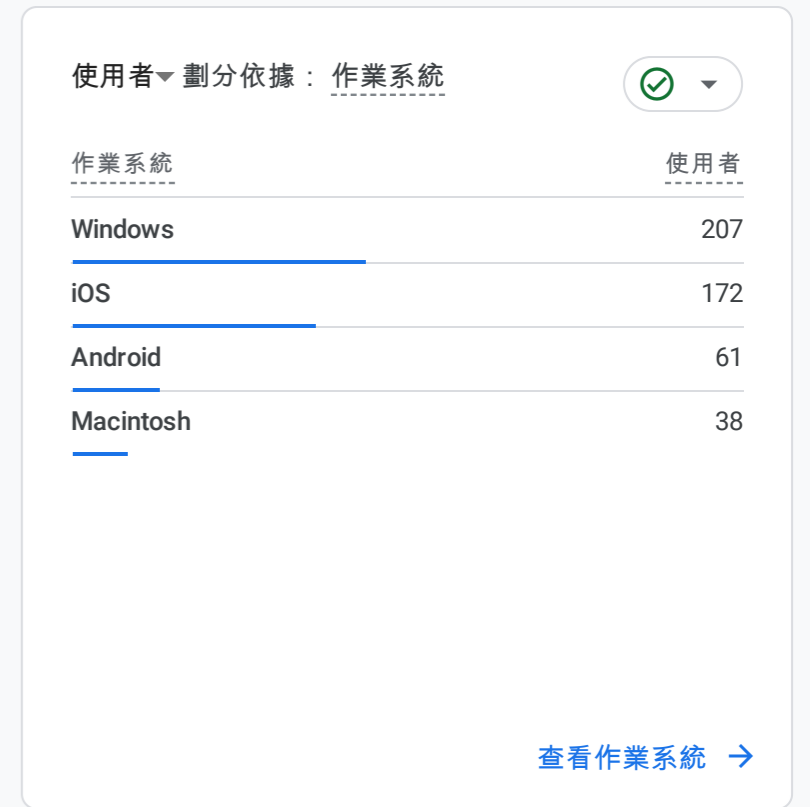 使用者 劃分依據： 作業系統
作業系統 使用者
Windows 207
iOS 172
Android 61
Macintosh 38
查看作業系統